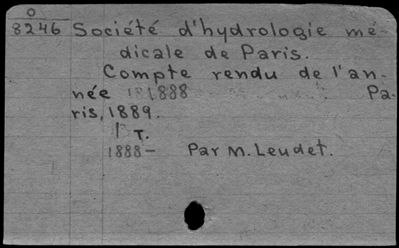 0
8246 Société d'hydrologie mé-
dicale de Paris.
Compte rendu de l'an-
née 1888 Pa-
ris, 1889.
1 T.
1888- Par M. Leudet.